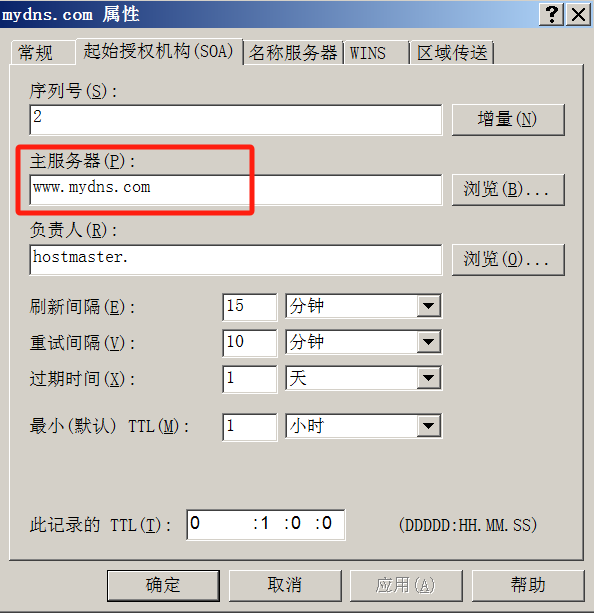 mydns.com 属性
常规 起始授权机构(SOA) 名称服务器 WINS 区域传送
序列号(S):
2 增量(N)
主服务器(P):
www.mydns.com 浏览(B)...
负责人(R):
hostmaster. 浏览(O)...
刷新间隔(E): 15 分钟
重试间隔(V): 10 分钟
过期时间(X): 1 天
最小(默认) TTL(M): 1 小时
此记录的 TTL(T): 0 :1 :0 :0 (DDDDD:HH.MM.SS)
确定 取消 应用(A) 帮助